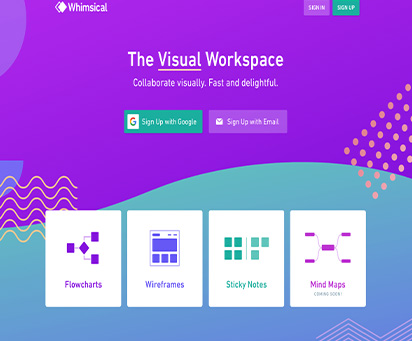 Whimsical
SIGN IN
SIGN UP
The Visual Workspace
Collaborate visually. Fast and delightful.
Sign Up with Google
Sign Up with Email
Flowcharts
Wireframes
Sticky Notes
Mind Maps
COMING SOON!